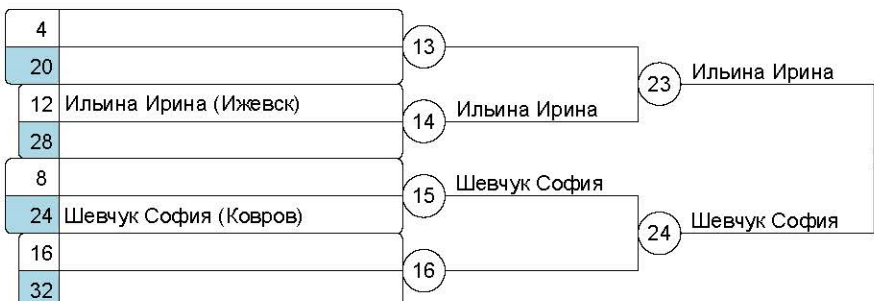 4
13
20
23 Ильина Ирина
12 Ильина Ирина (Ижевск)
14 Ильина Ирина
28
8
15 Шевчук София
24 Шевчук София (Ковров)
24 Шевчук София
16
16
32